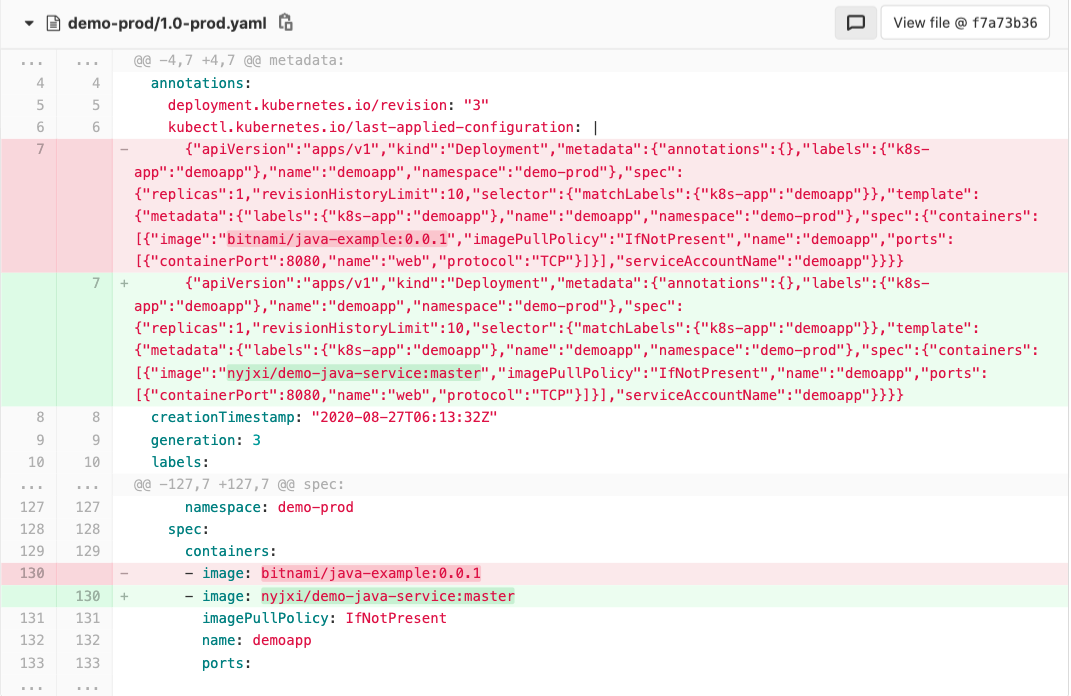 demo-prod/1.0-prod.yaml View file @ f7a73b36
... ... @@ -4,7 +4,7 @@ metadata:
4 4 annotations:
5 5 deployment.kubernetes.io/revision: "3"
6 6 kubectl.kubernetes.io/last-applied-configuration: |
7 - {"apiVersion":"apps/v1","kind":"Deployment","metadata":{"annotations":{},"labels":{"k8s-
app":"demoapp"},"name":"demoapp","namespace":"demo-prod"},"spec":
{"replicas":1,"revisionHistoryLimit":10,"selector":{"matchLabels":{"k8s-app":"demoapp"}},"template":
{"metadata":{"labels":{"k8s-app":"demoapp"},"name":"demoapp","namespace":"demo-prod"},"spec":{"containers":
[{"image":"bitnami/java-example:0.0.1","imagePullPolicy":"IfNotPresent","name":"demoapp","ports":
[{"containerPort":8080,"name":"web","protocol":"TCP"}]}],"serviceAccountName":"demoapp"}}}}
7 + {"apiVersion":"apps/v1","kind":"Deployment","metadata":{"annotations":{},"labels":{"k8s-
app":"demoapp"},"name":"demoapp","namespace":"demo-prod"},"spec":
{"replicas":1,"revisionHistoryLimit":10,"selector":{"matchLabels":{"k8s-app":"demoapp"}},"template":
{"metadata":{"labels":{"k8s-app":"demoapp"},"name":"demoapp","namespace":"demo-prod"},"spec":{"containers":
[{"image":"nyjxi/demo-java-service:master","imagePullPolicy":"IfNotPresent","name":"demoapp","ports":
[{"containerPort":8080,"name":"web","protocol":"TCP"}]}],"serviceAccountName":"demoapp"}}}}
8 8 creationTimestamp: "2020-08-27T06:13:32Z"
9 9 generation: 3
10 10 labels:
... ... @@ -127,7 +127,7 @@ spec:
127 127 namespace: demo-prod
128 128 spec:
129 129 containers:
130 - - image: bitnami/java-example:0.0.1
130 + - image: nyjxi/demo-java-service:master
131 131 imagePullPolicy: IfNotPresent
132 132 name: demoapp
133 133 ports:
... ...